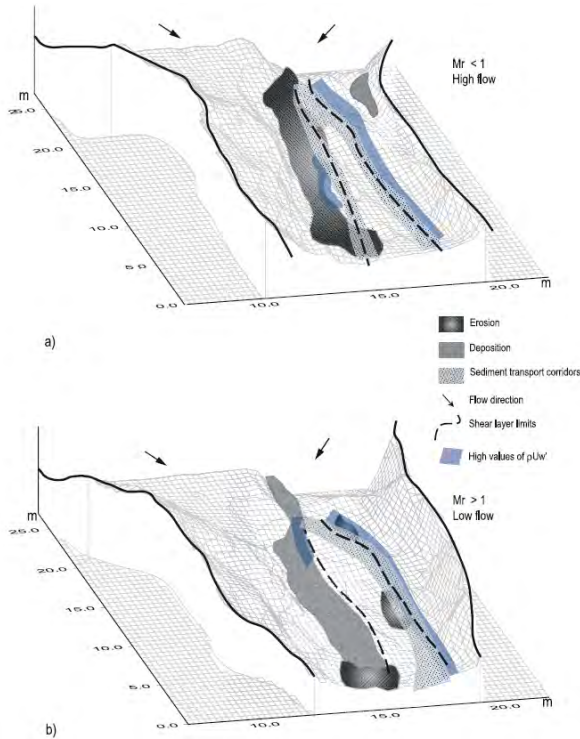 Mr < 1
High flow
m
25.0
20.0
15.0
10.0
5 0
0.0
10.0
15.0
20.0
m
a)
Erosion
Deposition
Sediment transport corridors
Flow direction
Shear layer limits
High values of ρUw'
Mr > 1
Low flow
m
25.0
20.0
15.0
10.0
5.0
0.0
10.0
15.0
20.0
m
b)